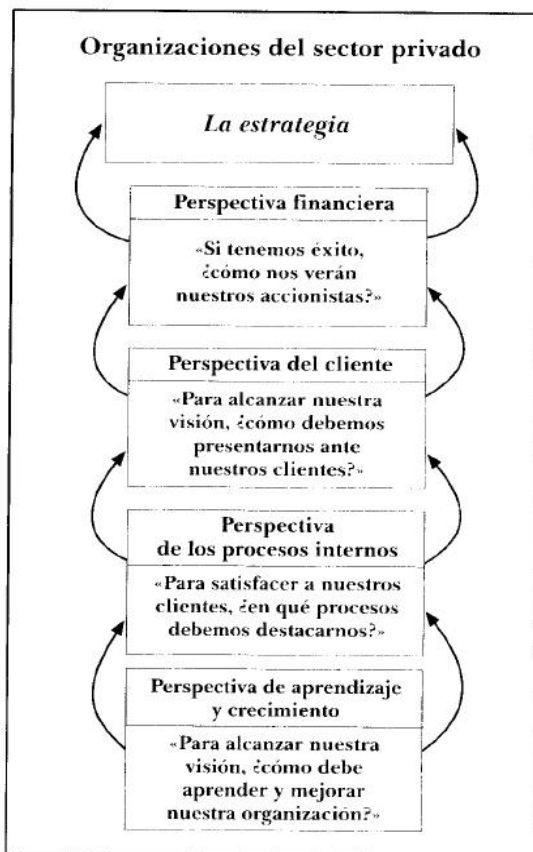 Organizaciones del sector privado
La estrategia
Perspectiva financiera
«Si tenemos éxito,
¿cómo nos verán
nuestros accionistas?»
Perspectiva del cliente
«Para alcanzar nuestra
visión, ¿cómo debemos
presentarnos ante
nuestros clientes?»
Perspectiva
de los procesos internos
«Para satisfacer a nuestros
clientes, ¿en qué procesos
debemos destacarnos?»
Perspectiva de aprendizaje
y crecimiento
«Para alcanzar nuestra
visión, ¿cómo debe
aprender y mejorar
nuestra organización?»